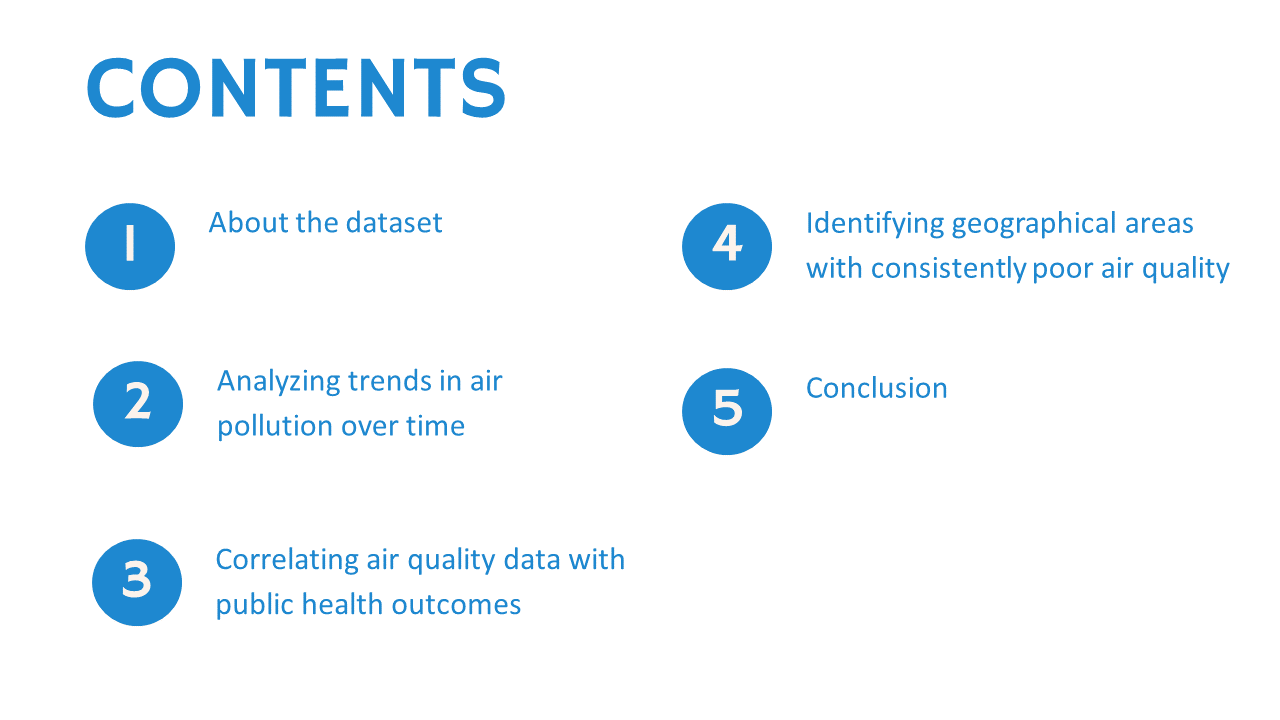 CONTENTS
1
About the dataset
2
Analyzing trends in air
pollution over time
3
Correlating air quality data with
public health outcomes
4
Identifying geographical areas
with consistently poor air quality
5
Conclusion